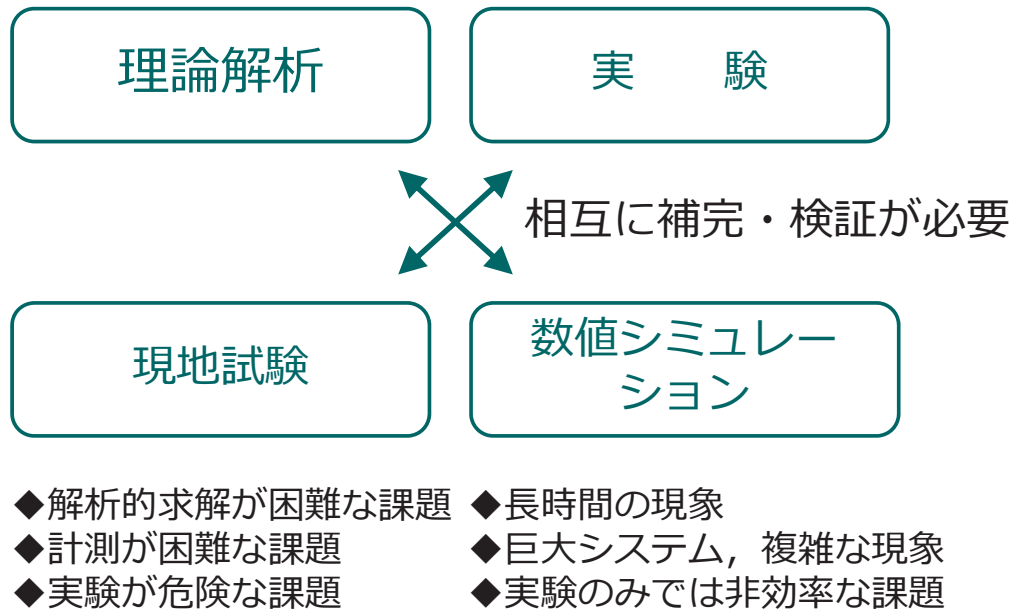 理論解析
実　　験
相互に補完・検証が必要
現地試験
数値シミュレー
ション
◆解析的求解が困難な課題
◆計測が困難な課題
◆実験が危険な課題
◆長時間の現象
◆巨大システム，複雑な現象
◆実験のみでは非効率な課題